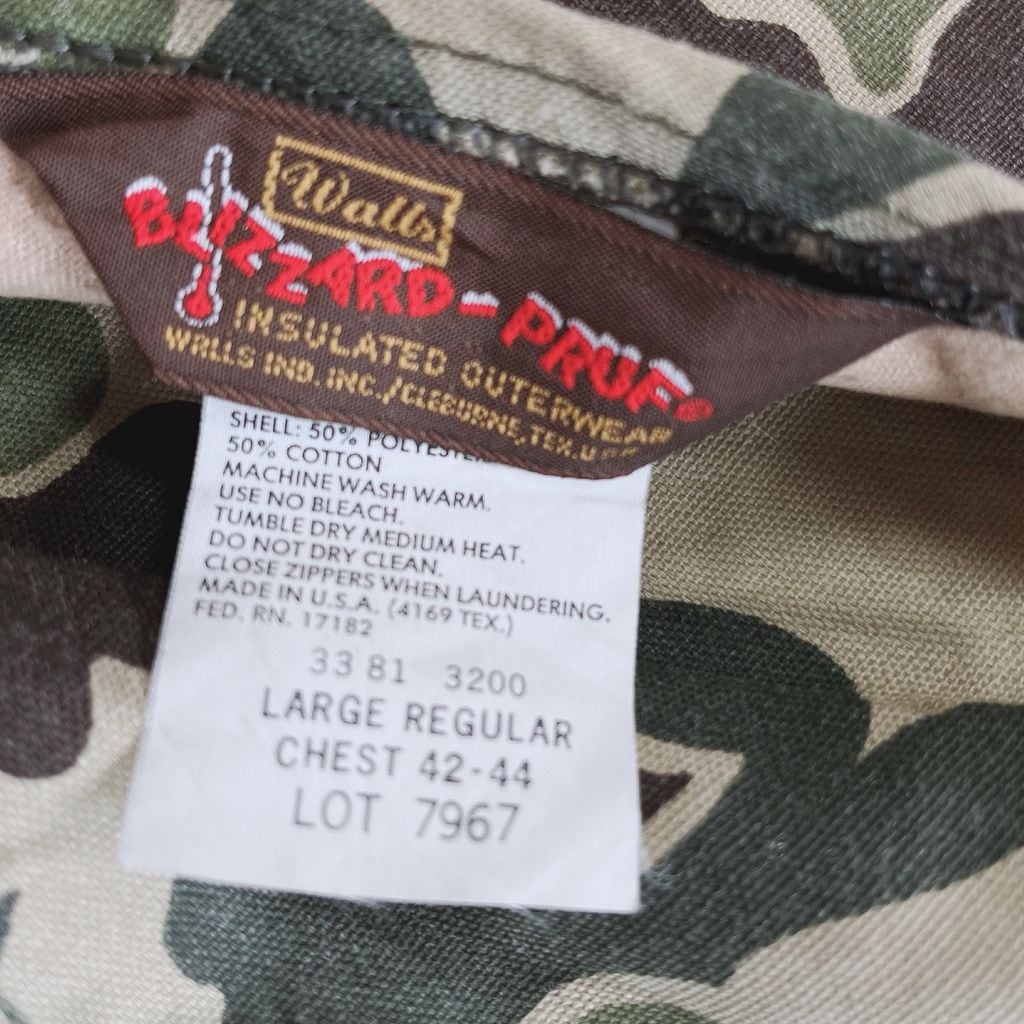 Walls
BLIZZARD-PRUF®
INSULATED OUTERWEAR
WALLS IND. INC./CLEBURNE, TEX. U.S.
SHELL: 50% POLYESTER
50% COTTON
MACHINE WASH WARM.
USE NO BLEACH.
TUMBLE DRY MEDIUM HEAT.
DO NOT DRY CLEAN.
CLOSE ZIPPERS WHEN LAUNDERING.
MADE IN U.S.A. (4169 TEX.)
FED. RN. 17182
33 81 3200
LARGE REGULAR
CHEST 42-44
LOT 7967